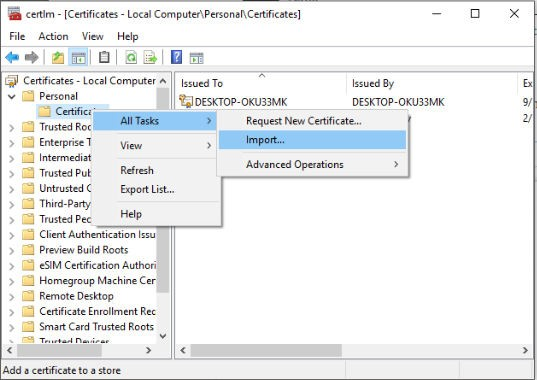 certlm - [Certificates - Local Computer\Personal\Certificates]
File Action View Help
Certificates - Local Computer
Issued To Issued By Ex
Personal
DESKTOP-OKU33MK DESKTOP-OKU33MK 9/
2/
All Tasks
Request New Certificate...
Import...
Advanced Operations
View
Refresh
Export List...
Help
Trusted
Enterprise
Intermediat
Trusted Pub
Untrusted
Third-Party
Trusted
Client Authentication Issu
Preview Build Roots
eSIM Certification Authori
Homegroup Machine Cer
Remote Desktop
Certificate Enrollment Rec
Smart Card Trusted Roots
Trusted Devices
Add a certificate to a store